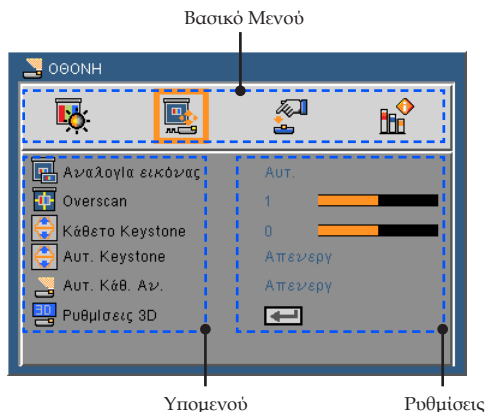 Βασικό Μενού
ΟΘΟΝΗ
Αναλογία εικόνας Αυτ.
Overscan 1
Κάθετο Keystone 0
Αυτ. Keystone Απενεργ
Αυτ. Κάθ. Αν. Απενεργ
3D Ρυθμίσεις 3D
Υπομενού Ρυθμίσεις